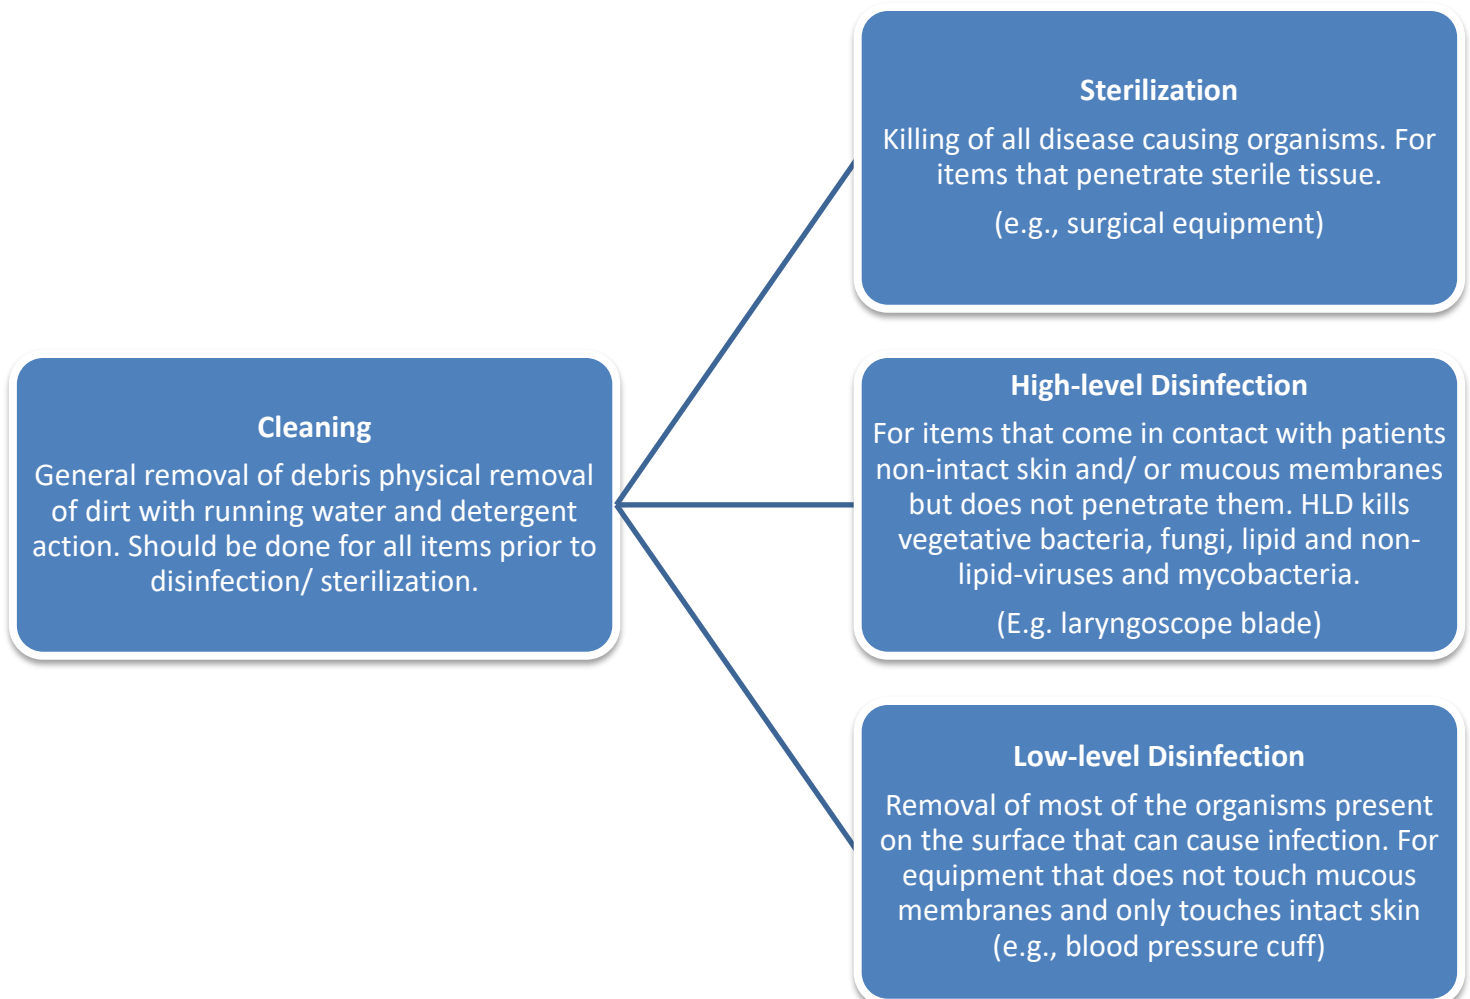 Cleaning
General removal of debris physical removal
of dirt with running water and detergent
action. Should be done for all items prior to
disinfection/ sterilization.
Sterilization
Killing of all disease causing organisms. For
items that penetrate sterile tissue.
(e.g., surgical equipment)
High-level Disinfection
For items that come in contact with patients
non-intact skin and/ or mucous membranes
but does not penetrate them. HLD kills
vegetative bacteria, fungi, lipid and non-
lipid-viruses and mycobacteria.
(E.g. laryngoscope blade)
Low-level Disinfection
Removal of most of the organisms present
on the surface that can cause infection. For
equipment that does not touch mucous
membranes and only touches intact skin
(e.g., blood pressure cuff)